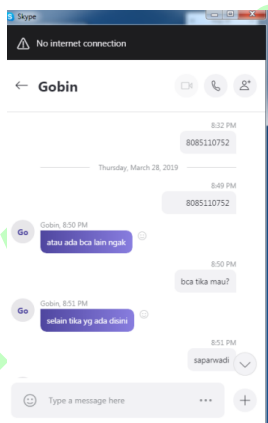 Skype
No internet connection
Gobin
8:32 PM
8085110752
Thursday, March 28, 2019
8:49 PM
8085110752
Gobin, 8:50 PM
Go
atau ada bca lain ngak
8:50 PM
bca tika mau?
Gobin, 8:51 PM
Go
selain tika yg ada disini
8:51 PM
saparwadi
Type a message here